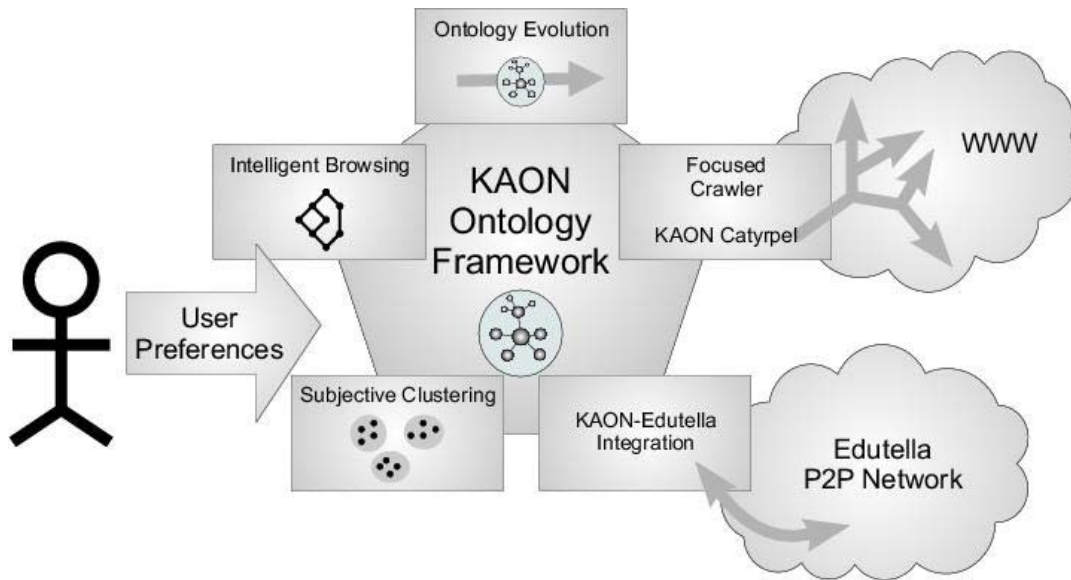 Ontology Evolution
Intelligent Browsing
KAON
Ontology
Framework
Focused
Crawler
KAON Catyrpel
WWW
User
Preferences
Subjective Clustering
KAON-Edutella
Integration
Edutella
P2P Network